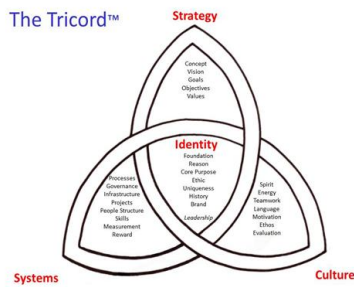 The Tricord™
Strategy
Concept
Vision
Goals
Objectives
Values
Identity
Foundation
Reason
Core Purpose
Ethic
Uniqueness
History
Brand
Leadership
Processes
Governance
Infrastructure
Projects
People Structure
Skills
Measurement
Reward
Spirit
Energy
Teamwork
Language
Motivation
Ethos
Evaluation
Systems
Culture